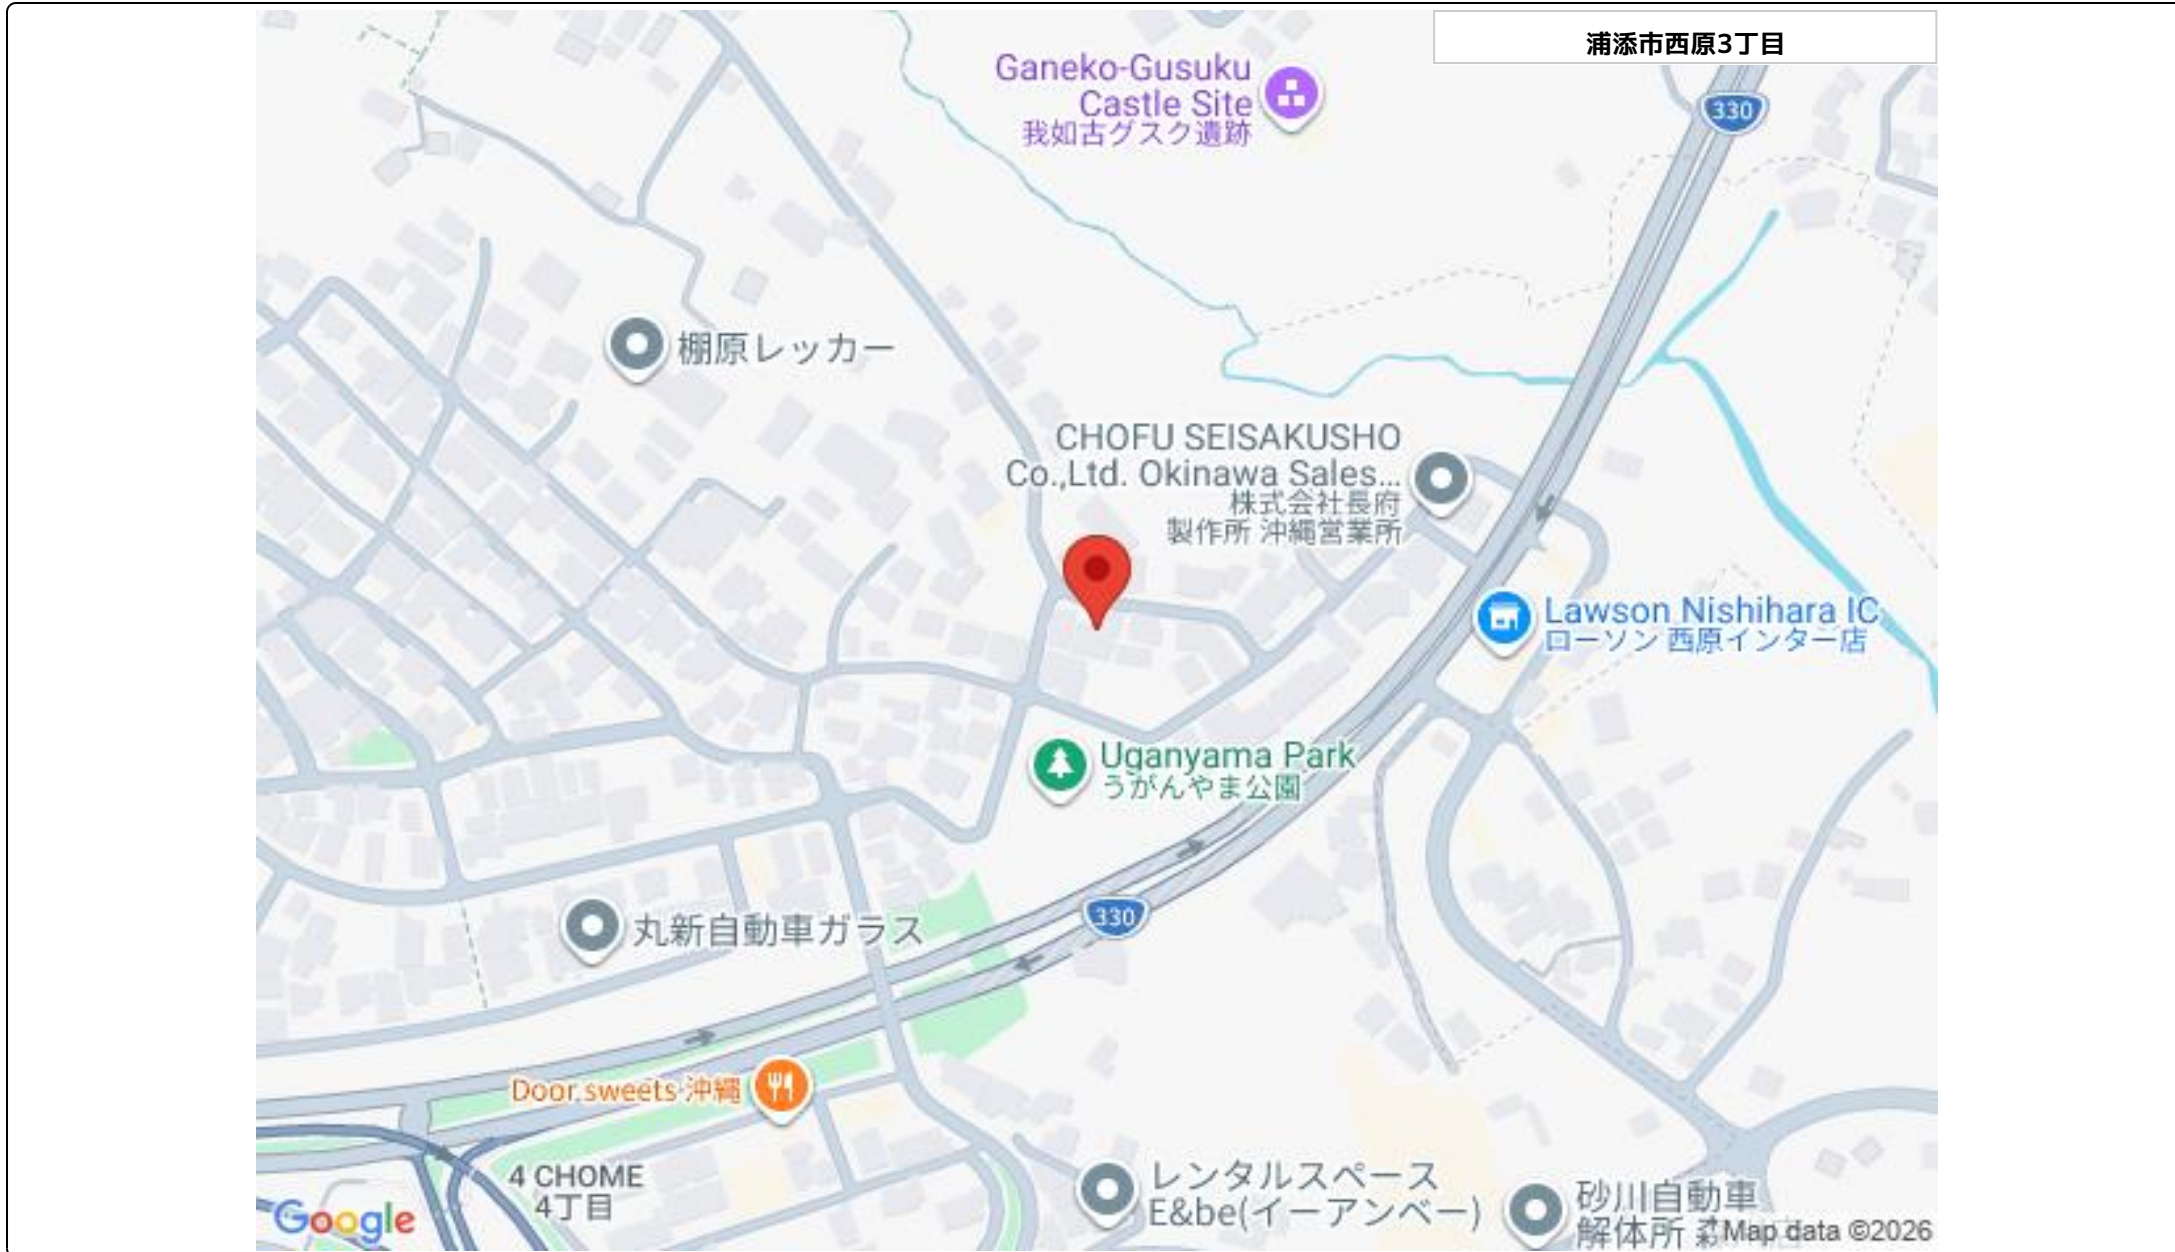 浦添市西原3丁目
Ganeko-Gusuku
Castle Site
我如古グスク遺跡
330
棚原レッカー
CHOFU SEISAKUSHO
Co.,Ltd. Okinawa Sales...
株式会社長府
製作所 沖縄営業所
Lawson Nishihara IC
ローソン 西原インター店
Uganyama Park
うがんやま公園
330
丸新自動車ガラス
Door.sweets 沖縄
4 CHOME
4丁目
レンタルスペース
E&be(イーアンベー)
砂川自動車
解体所
Google
Map data ©2026